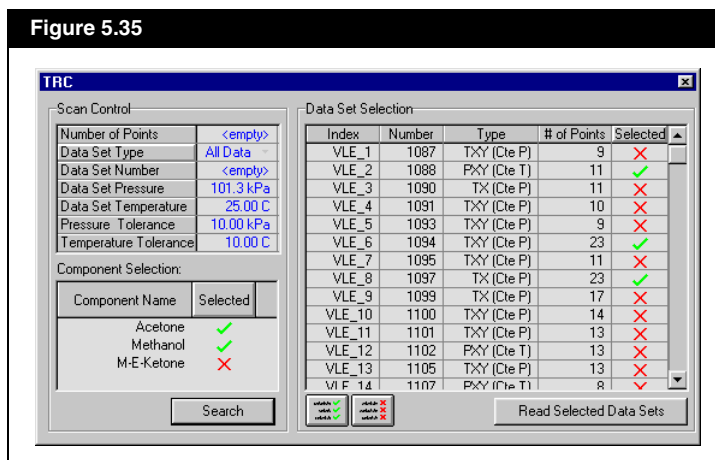 Figure 5.35
TRC
Scan Control
Number of Points <empty>
Data Set Type All Data
Data Set Number <empty>
Data Set Pressure 101.3 kPa
Data Set Temperature 25.00 C
Pressure Tolerance 10.00 kPa
Temperature Tolerance 10.00 C
Component Selection:
Component Name Selected
Acetone
Methanol
M-E-Ketone
Search
Data Set Selection
Index Number Type # of Points Selected
VLE_1 1087 TXY (Cte P) 9
VLE_2 1088 PXY (Cte T) 11
VLE_3 1090 TX (Cte P) 11
VLE_4 1091 TXY (Cte P) 10
VLE_5 1093 TXY (Cte P) 9
VLE_6 1094 TXY (Cte P) 23
VLE_7 1095 TXY (Cte P) 11
VLE_8 1097 TX (Cte P) 23
VLE_9 1099 TX (Cte P) 17
VLE_10 1100 TXY (Cte P) 14
VLE_11 1101 TXY (Cte P) 13
VLE_12 1102 PXY (Cte T) 13
VLE_13 1105 TXY (Cte P) 13
VLE_14 1107 PXY (Cte T) 8
Read Selected Data Sets